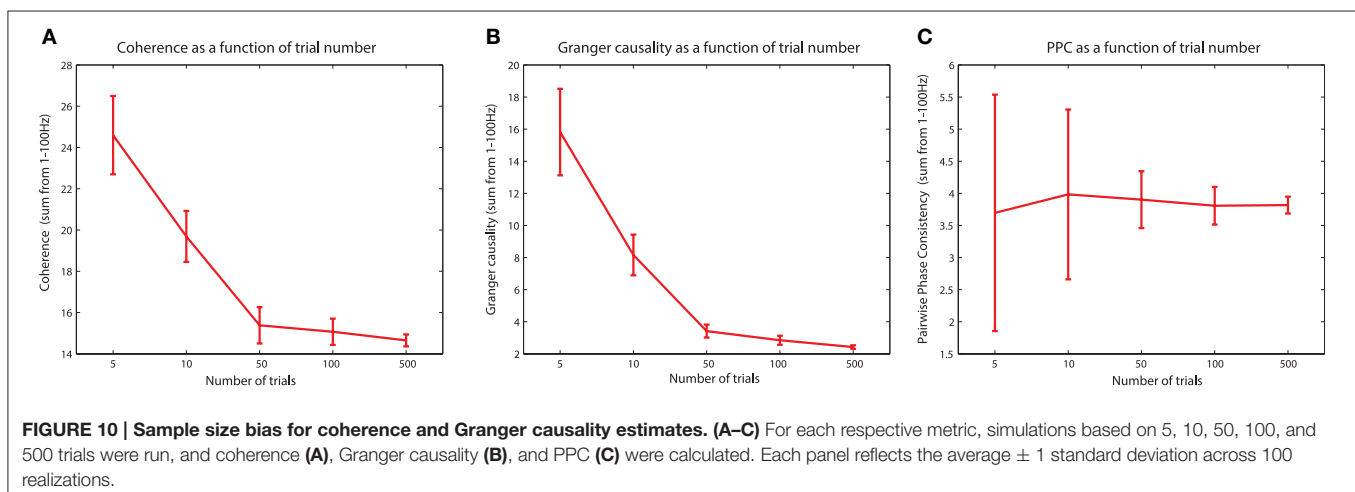 A
Coherence as a function of trial number
28
26
24
22
20
18
16
14
Coherence (sum from 1-100Hz)
5
10
50
100
500
Number of trials
B
Granger causality as a function of trial number
20
18
16
14
12
10
8
6
4
2
Granger causality (sum from 1-100Hz)
5
10
50
100
500
Number of trials
C
PPC as a function of trial number
6
5.5
5
4.5
4
3.5
3
2.5
2
1.5
Pairwise Phase Consistency (sum from 1-100Hz)
5
10
50
100
500
Number of trials
FIGURE 10 | Sample size bias for coherence and Granger causality estimates. (A–C) For each respective metric, simulations based on 5, 10, 50, 100, and
500 trials were run, and coherence (A), Granger causality (B), and PPC (C) were calculated. Each panel reflects the average ± 1 standard deviation across 100
realizations.